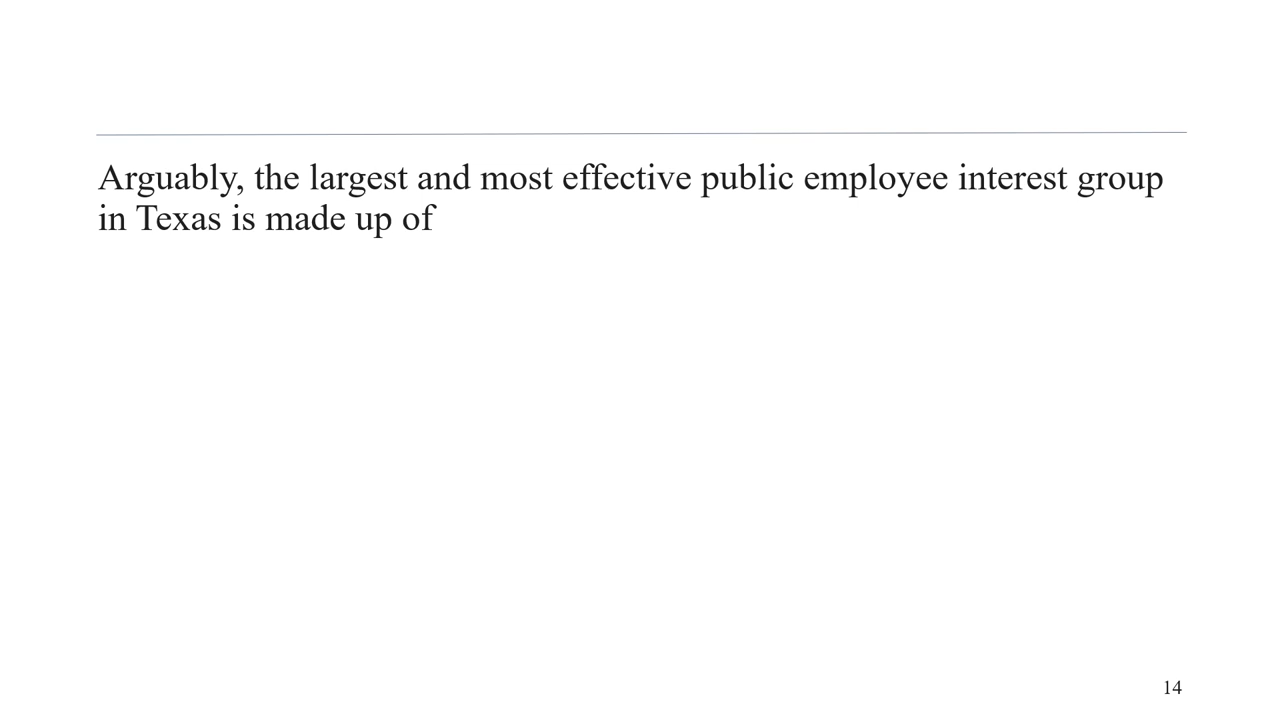 Arguably, the largest and most effective public employee interest group
in Texas is made up of
14